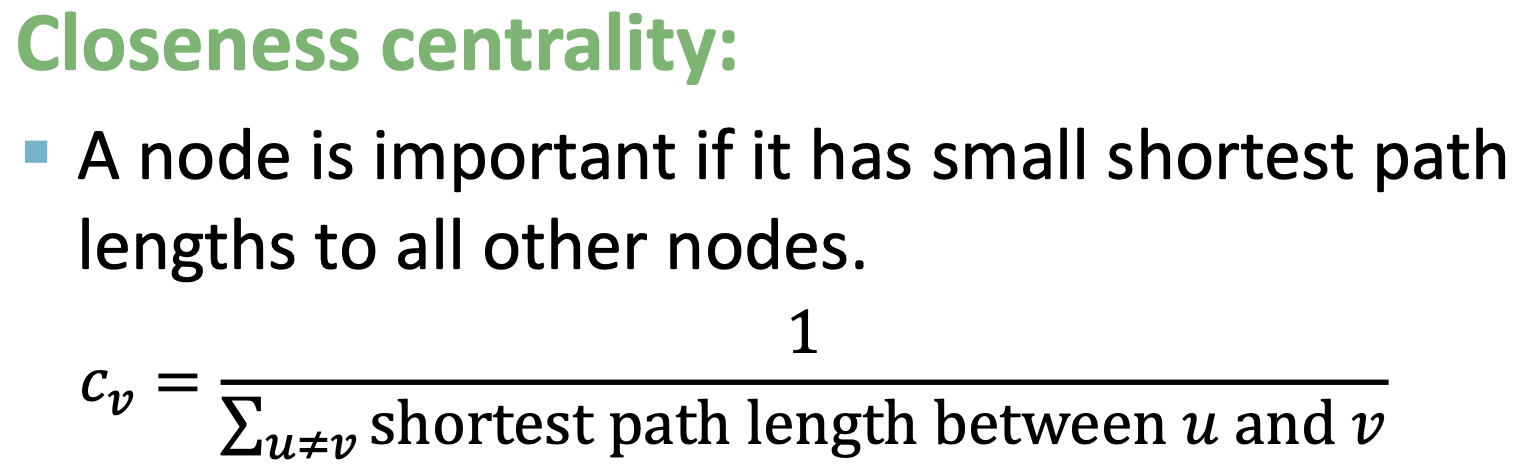 Closeness centrality:
▪ A node is important if it has small shortest path
lengths to all other nodes.
$c_v = \frac{1}{\sum_{u \neq v} \text{shortest path length between } u \text{ and } v}$